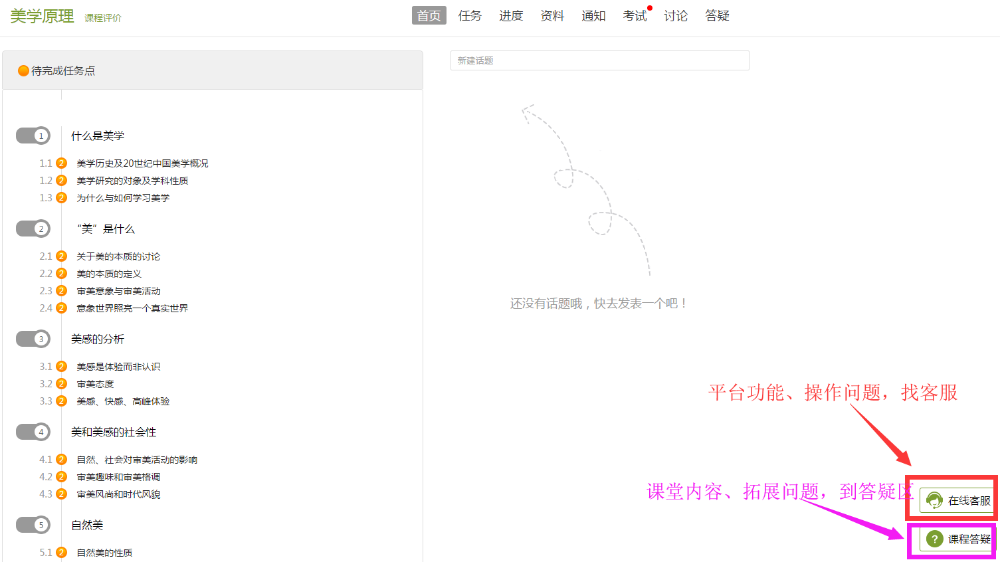 美学原理 课程评价 首页 任务 进度 资料 通知 考试 讨论 答疑
待完成任务点
新建话题
1 什么是美学
1.1 2 美学历史及20世纪中国美学概况
1.2 2 美学研究的对象及学科性质
1.3 2 为什么与如何学习美学
2 “美”是什么
2.1 2 关于美的本质的讨论
2.2 2 美的本质的定义
2.3 2 审美意象与审美活动
2.4 2 意象世界照亮一个真实世界
还没有话题哦，快去发表一个吧！
3 美感的分析
3.1 2 美感是体验而非认识
3.2 2 审美态度
3.3 2 美感、快感、高峰体验
4 美和美感的社会性
4.1 2 自然、社会对审美活动的影响
4.2 2 审美趣味和审美格调
4.3 2 审美风尚和时代风貌
5 自然美
5.1 2 自然美的性质
平台功能、操作问题，找客服
课堂内容、拓展问题，到答疑区
在线客服
? 课程答疑